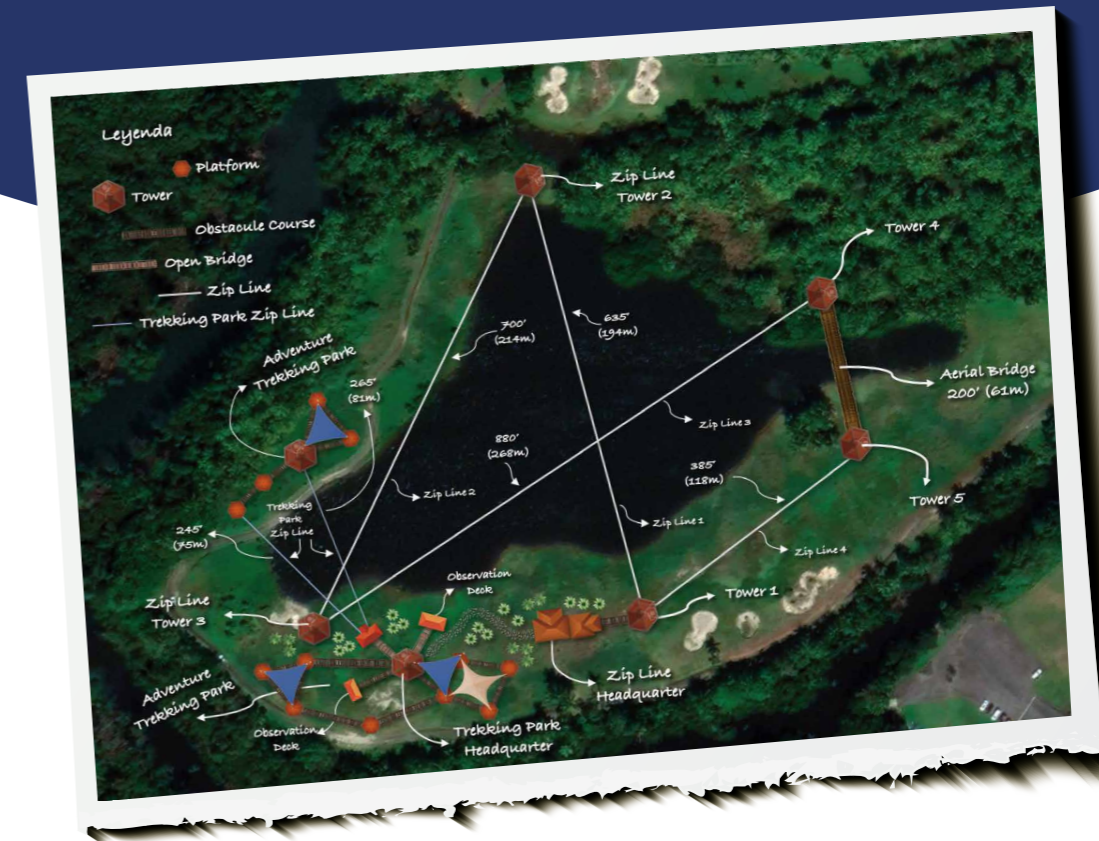 Leyenda
Platform
Tower
Obstacule Course
Open Bridge
Zip Line
Trekking Park Zip Line
Zip Line
Tower 2
Tower 4
700'
(214m)
635'
(194m)
Adventure
Trekking Park
265'
(81m)
Aerial Bridge
200' (61m)
Zip Line 3
880'
(268m)
385'
(118m)
Zip Line 2
Tower 5
Trekking
Park
Zip Line
245'
(75m)
Zip Line 1
Zip Line 4
Observation
Deck
Zip Line
Tower 3
Tower 1
Zip Line
Headquarter
Adventure
Trekking Park
Observation
Deck
Trekking Park
Headquarter